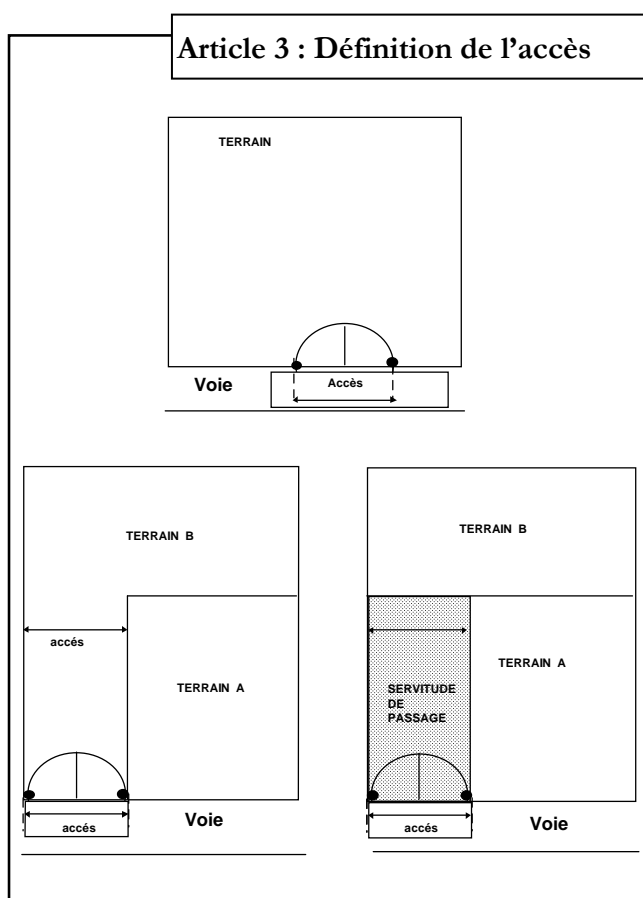 Article 3 : Définition de l’accès
TERRAIN
Voie
Accès
TERRAIN B
accés
TERRAIN A
accés
Voie
TERRAIN B
TERRAIN A
SERVITUDE
DE
PASSAGE
accés
Voie